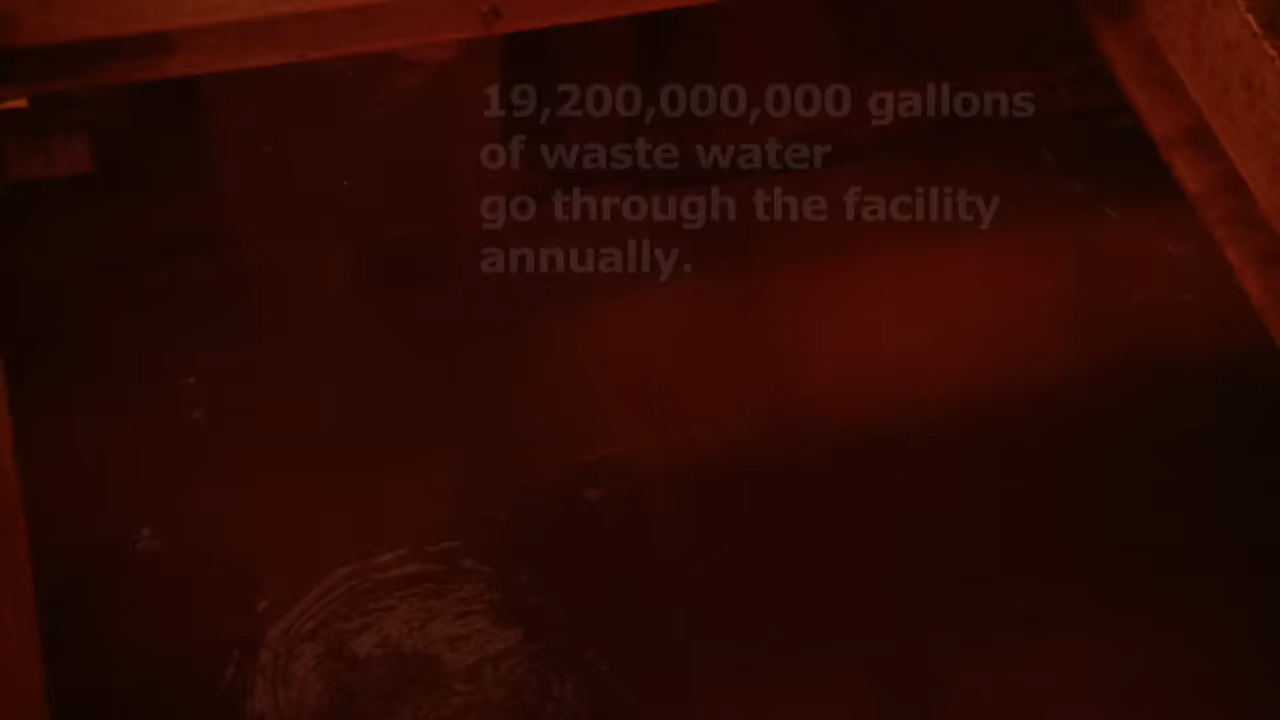 19,200,000,000 gallons
of waste water
go through the facility
annually.